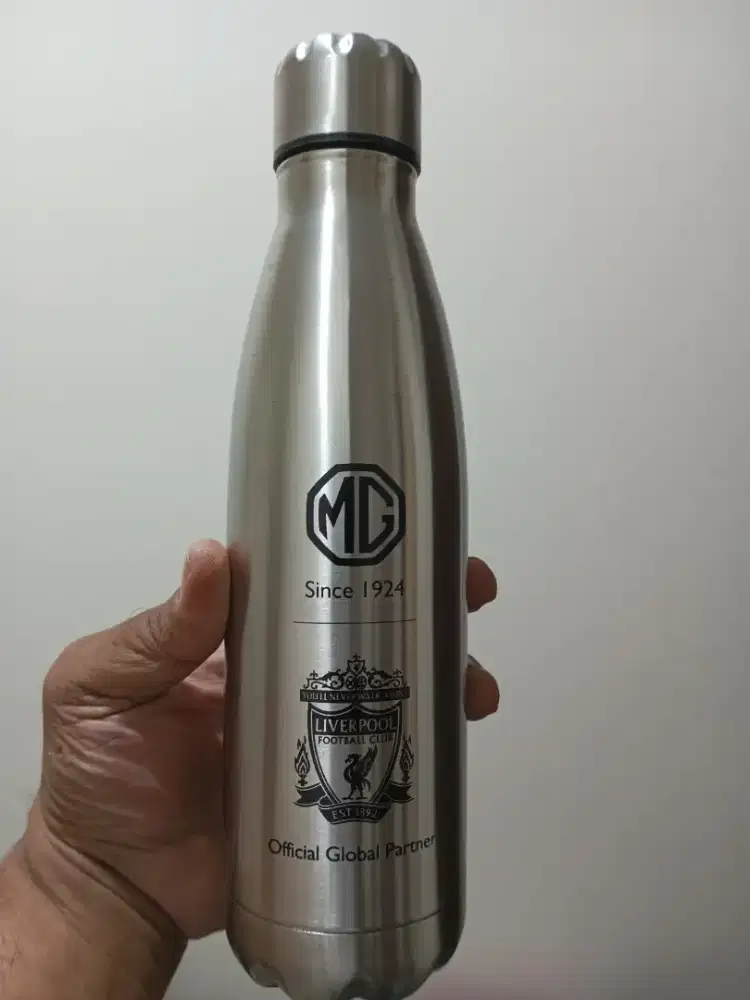 MG
Since 1924
YOU'LL NEVER WALK ALONE
LIVERPOOL
FOOTBALL CLUB
EST 1892
Official Global Partner